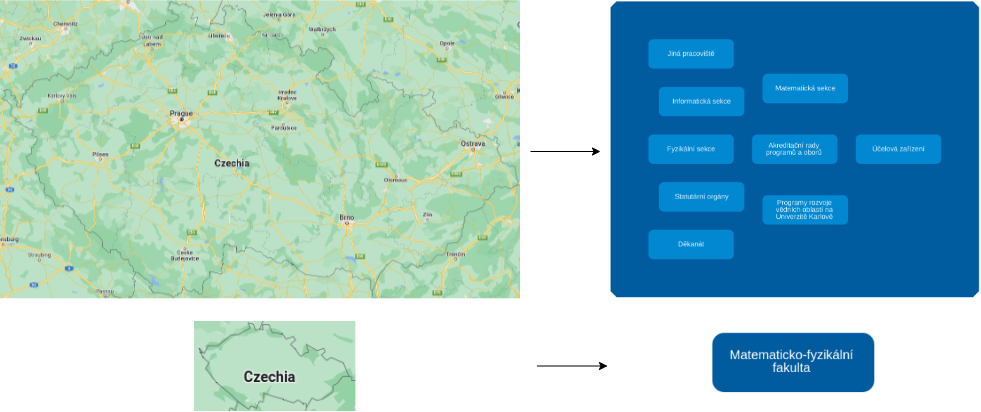 Jelenia Góra
Chemnitz
Zwickau
Ústí nad
Labem
Liberec
Wałbrzych
Opole
Karlovy Vary
Hradec
Králové
Gliwice
Prague
Pardubice
Plzeň
Czechia
Ostrava
Olomouc
Brno
Zlín
Straubing
České
Budějovice
Trenčín
Passau
Jiná pracoviště
Matematická sekce
Informatická sekce
Fyzikální sekce
Akreditační rady
programů a oborů
Účelová zařízení
Statutární orgány
Programy rozvoje
vědních oblastí na
Univerzitě Karlově
Děkanát
Czechia
Matematicko-fyzikální
fakulta